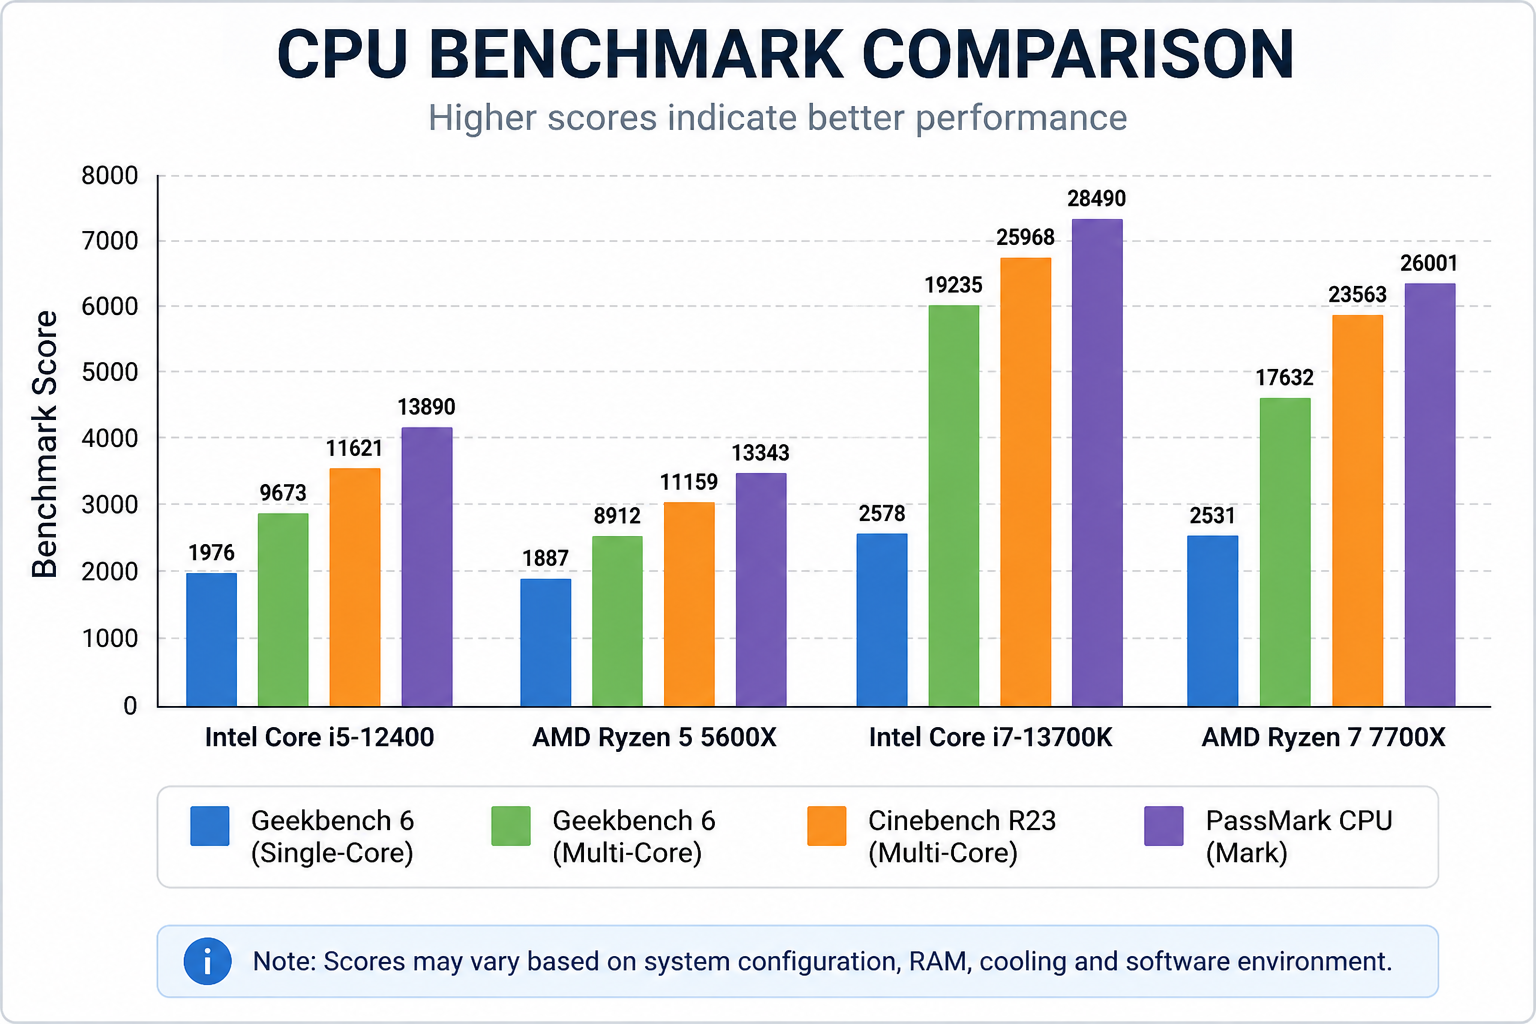 CPU BENCHMARK COMPARISON
Higher scores indicate better performance
Benchmark Score
8000
7000
6000
5000
4000
3000
2000
1000
0
1976
9673
11621
13890
1887
8912
11159
13343
2578
19235
25968
28490
2531
17632
23563
26001
Intel Core i5-12400
AMD Ryzen 5 5600X
Intel Core i7-13700K
AMD Ryzen 7 7700X
Geekbench 6
(Single-Core)
Geekbench 6
(Multi-Core)
Cinebench R23
(Multi-Core)
PassMark CPU
(Mark)
i
Note: Scores may vary based on system configuration, RAM, cooling and software environment.